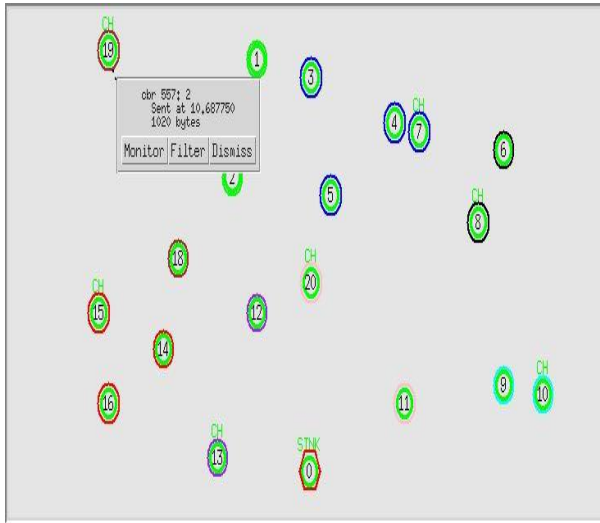 CH
19
1
3
cbr 557: 2
Sent at 10.687750
1020 bytes
Monitor Filter Dismiss
4
CH
7
6
2
5
CH
8
18
CH
20
CH
15
12
14
16
11
9
CH
10
CH
13
SINK
0